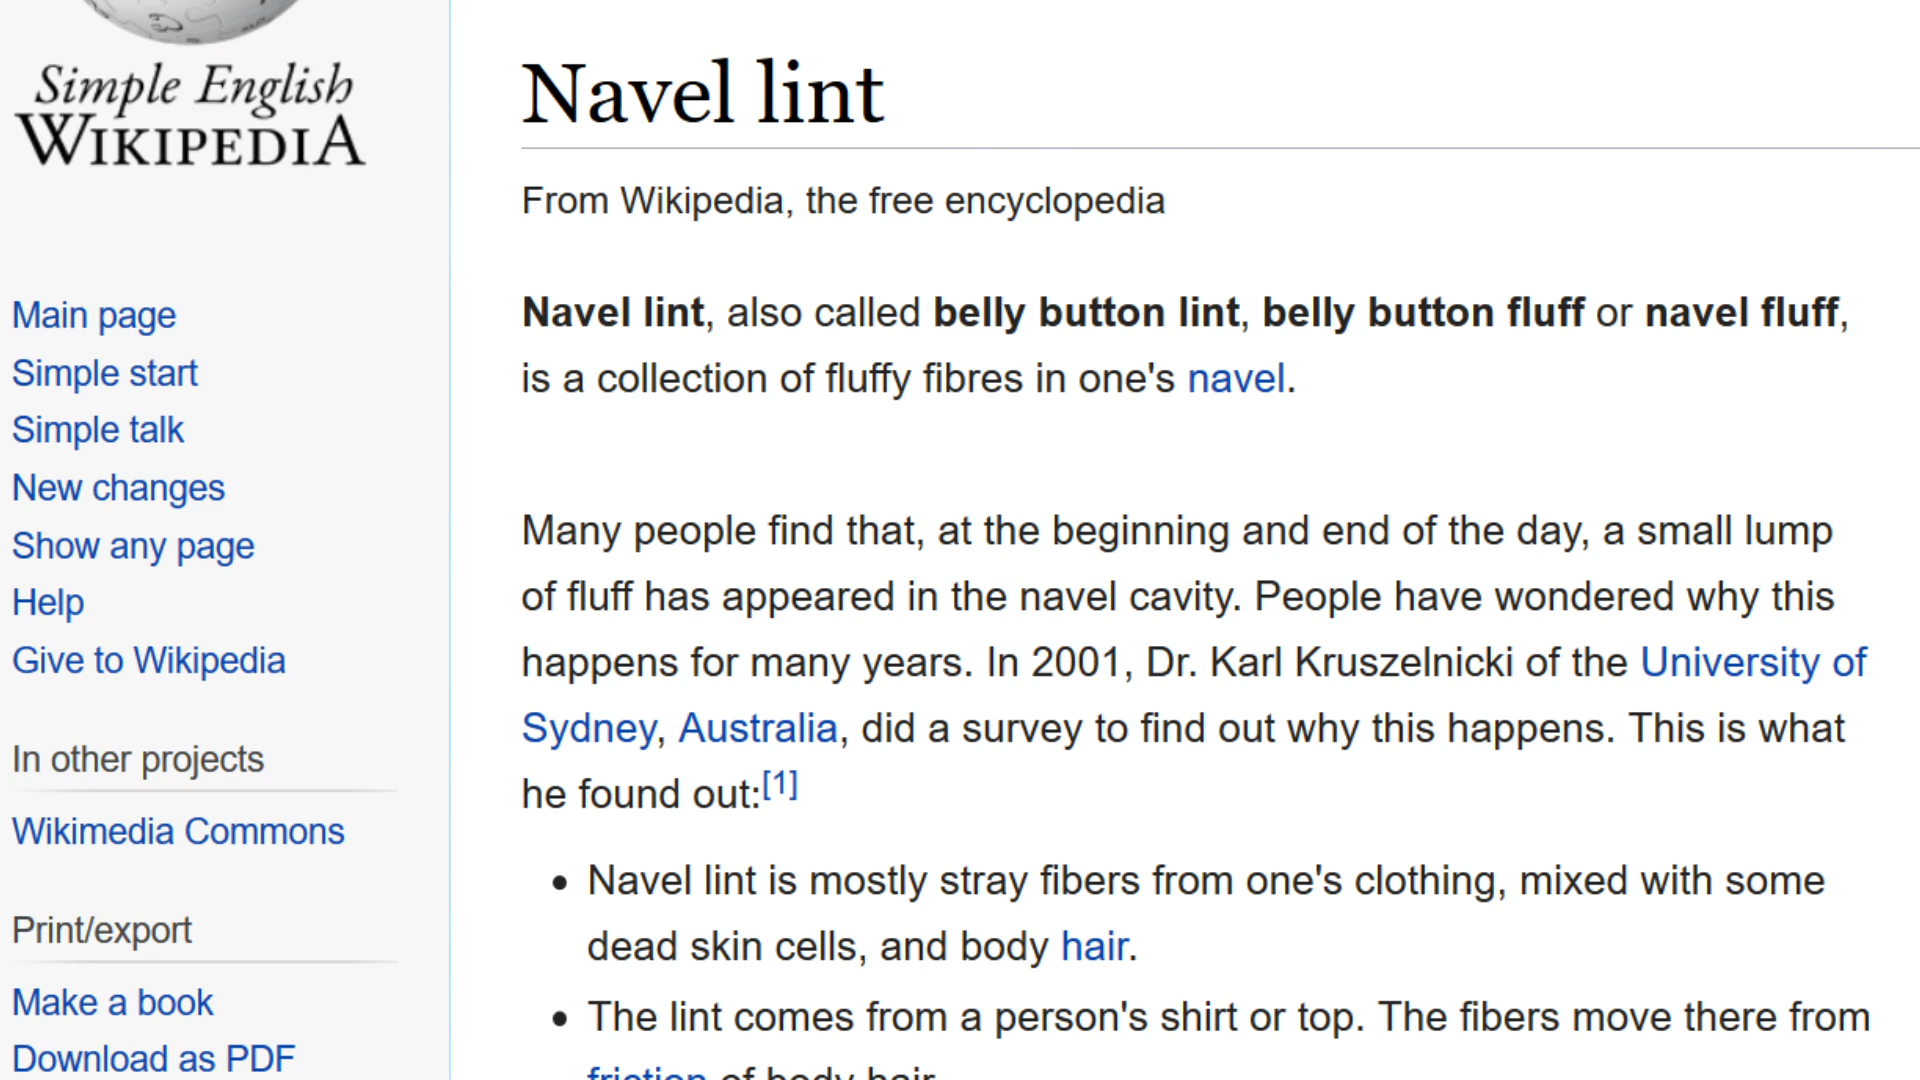 Simple English
WIKIPEDIA
Main page
Simple start
Simple talk
New changes
Show any page
Help
Give to Wikipedia
In other projects
Wikimedia Commons
Print/export
Make a book
Download as PDF
Navel lint
From Wikipedia, the free encyclopedia
Navel lint, also called belly button lint, belly button fluff or navel fluff,
is a collection of fluffy fibres in one's navel.
Many people find that, at the beginning and end of the day, a small lump
of fluff has appeared in the navel cavity. People have wondered why this
happens for many years. In 2001, Dr. Karl Kruszelnicki of the University of
Sydney, Australia, did a survey to find out why this happens. This is what
he found out:[1]
• Navel lint is mostly stray fibers from one's clothing, mixed with some
dead skin cells, and body hair.
• The lint comes from a person's shirt or top. The fibers move there from
friction of body hair